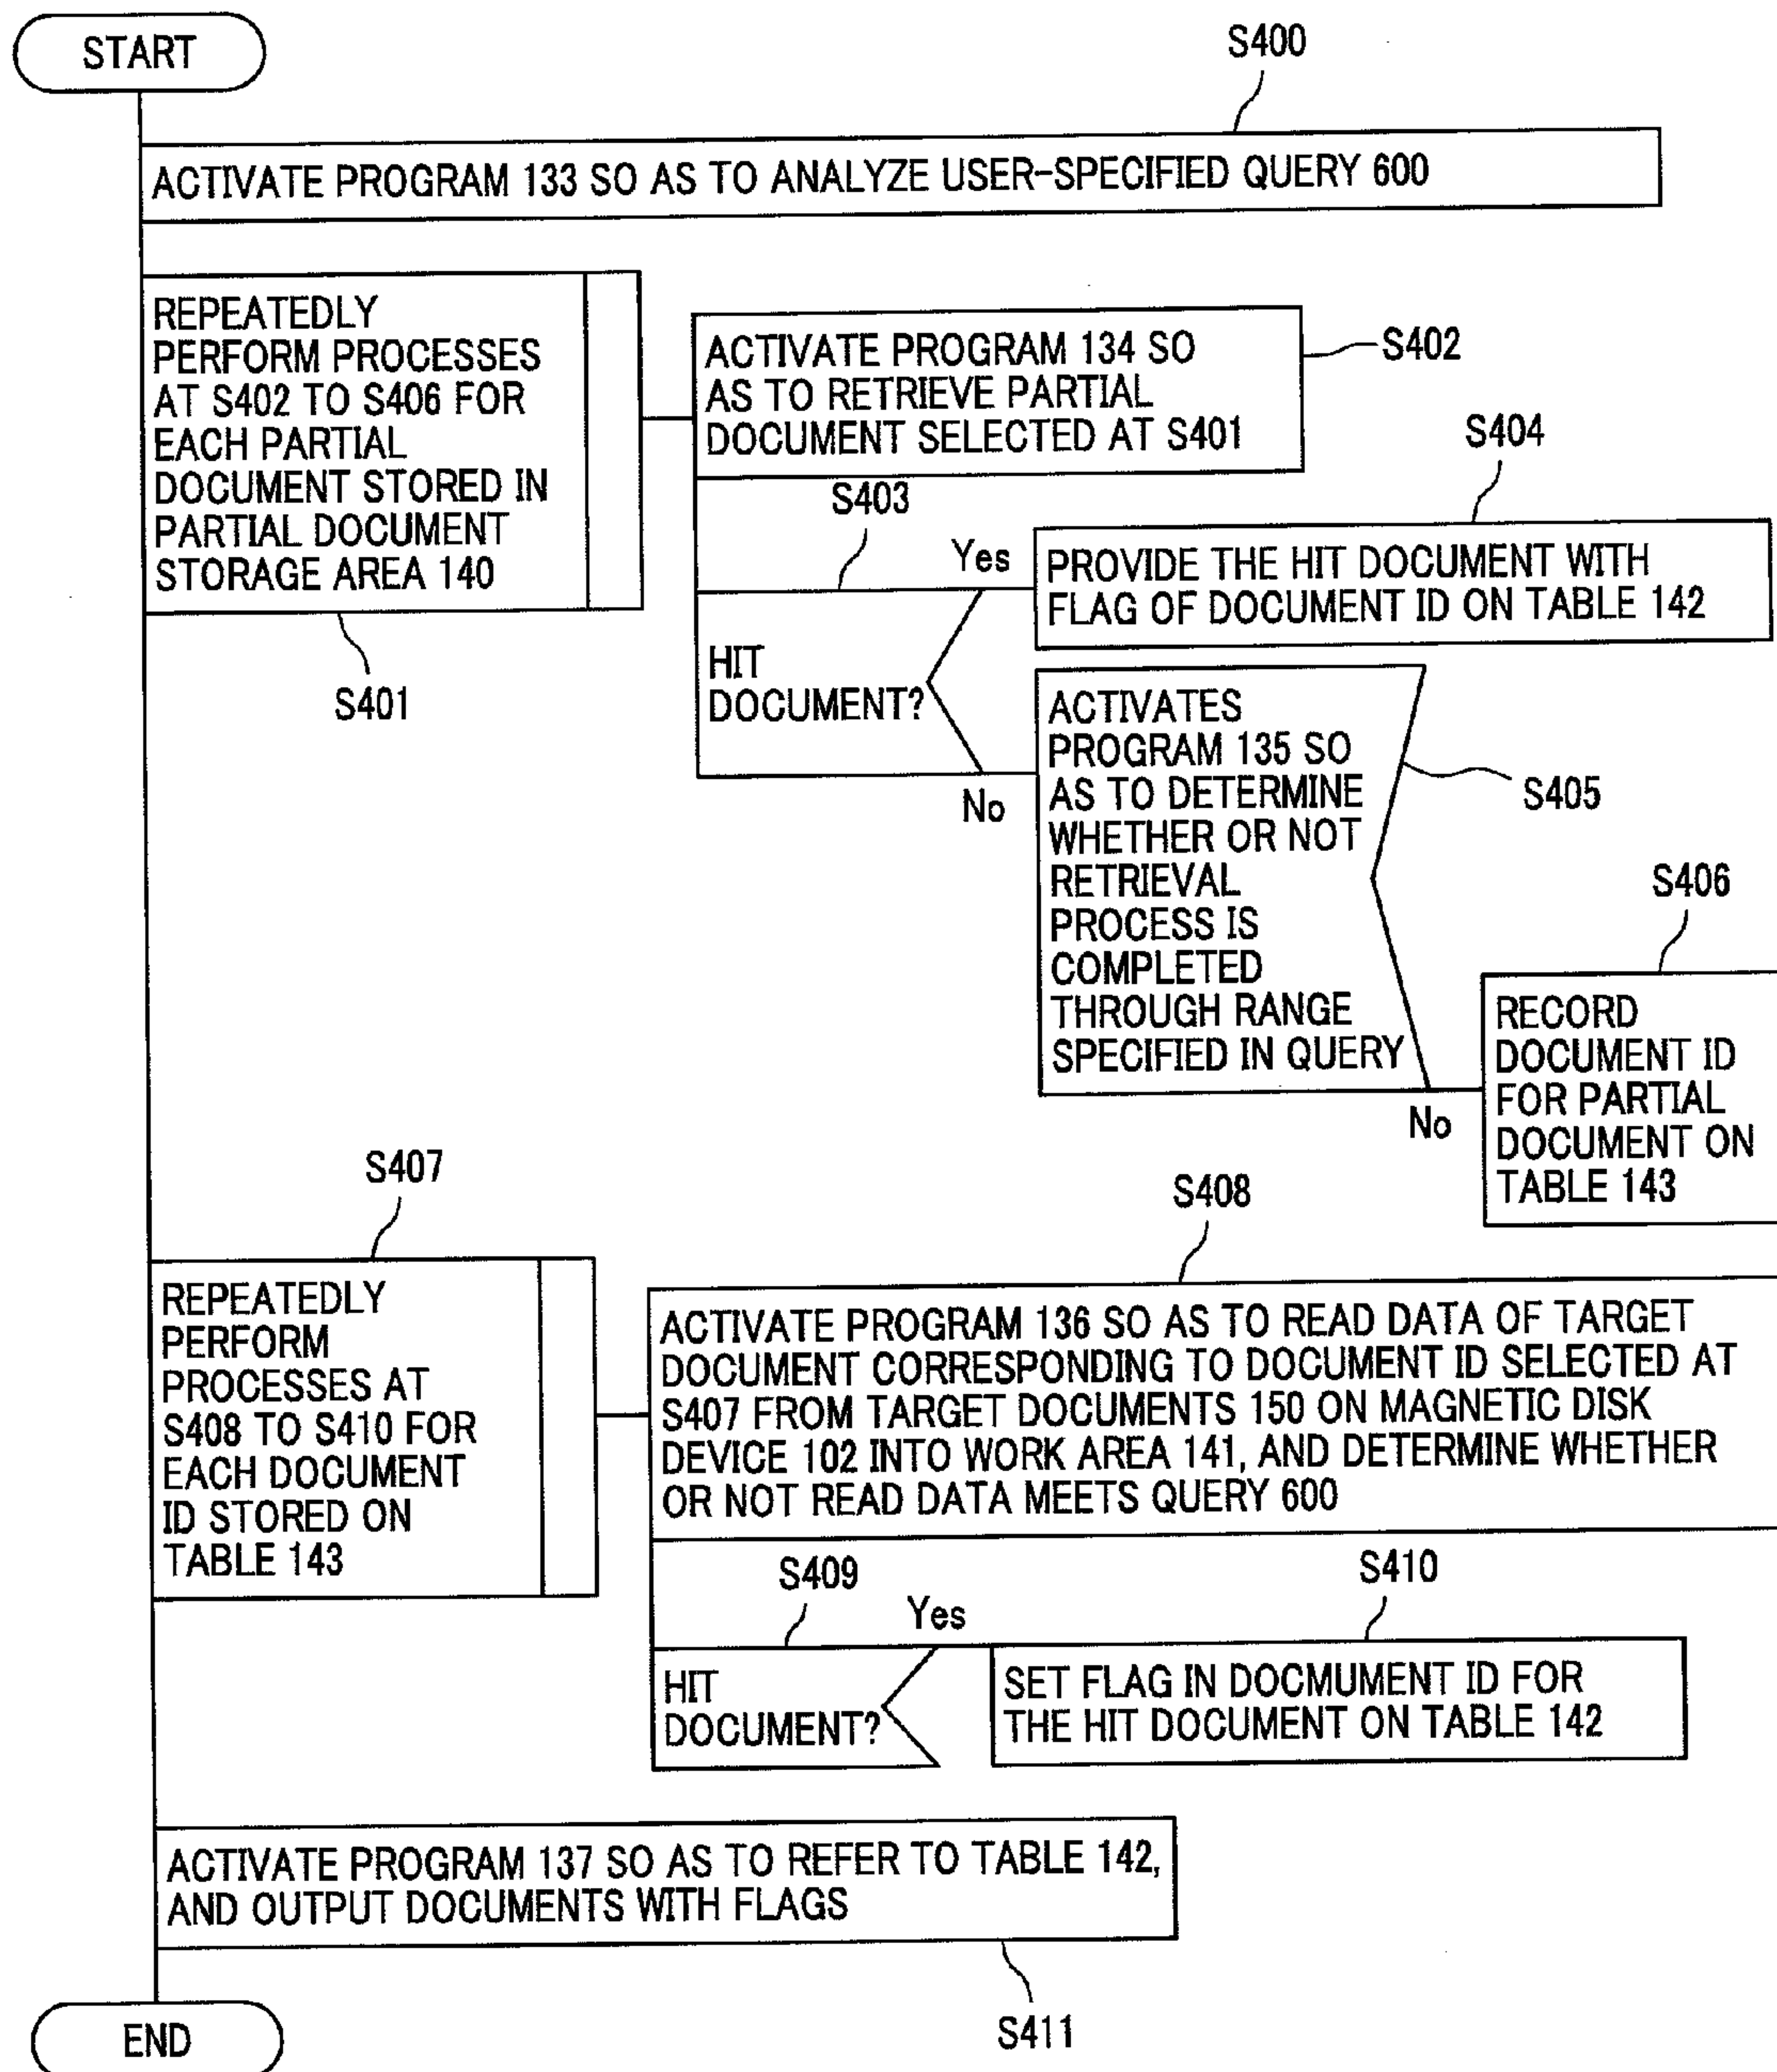 START
S400
ACTIVATE PROGRAM 133 SO AS TO ANALYZE USER-SPECIFIED QUERY 600
REPEATEDLY
PERFORM PROCESSES
AT S402 TO S406 FOR
EACH PARTIAL
DOCUMENT STORED IN
PARTIAL DOCUMENT
STORAGE AREA 140
S401
ACTIVATE PROGRAM 134 SO
AS TO RETRIEVE PARTIAL
DOCUMENT SELECTED AT S401
S402
S403
HIT
DOCUMENT?
Yes
S404
PROVIDE THE HIT DOCUMENT WITH
FLAG OF DOCUMENT ID ON TABLE 142
No
ACTIVATES
PROGRAM 135 SO
AS TO DETERMINE
WHETHER OR NOT
RETRIEVAL
PROCESS IS
COMPLETED
THROUGH RANGE
SPECIFIED IN QUERY
S405
No
S406
RECORD
DOCUMENT ID
FOR PARTIAL
DOCUMENT ON
TABLE 143
S407
REPEATEDLY
PERFORM
PROCESSES AT
S408 TO S410 FOR
EACH DOCUMENT
ID STORED ON
TABLE 143
S408
ACTIVATE PROGRAM 136 SO AS TO READ DATA OF TARGET
DOCUMENT CORRESPONDING TO DOCUMENT ID SELECTED AT
S407 FROM TARGET DOCUMENTS 150 ON MAGNETIC DISK
DEVICE 102 INTO WORK AREA 141, AND DETERMINE WHETHER
OR NOT READ DATA MEETS QUERY 600
S409
HIT
DOCUMENT?
Yes
S410
SET FLAG IN DOCMUMENT ID FOR
THE HIT DOCUMENT ON TABLE 142
ACTIVATE PROGRAM 137 SO AS TO REFER TO TABLE 142,
AND OUTPUT DOCUMENTS WITH FLAGS
S411
END